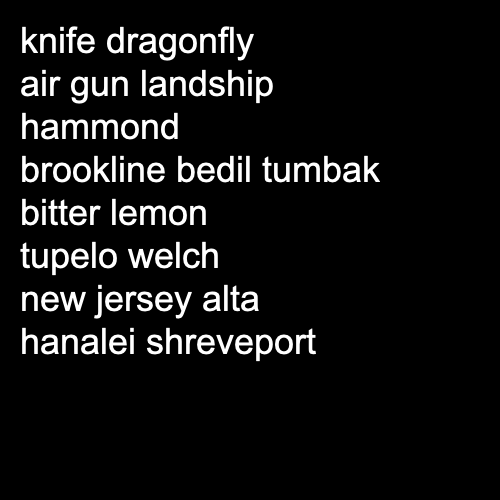 knife dragonfly
air gun landship
hammond
brookline bedil tumbak
bitter lemon
tupelo welch
new jersey alta
hanalei shreveport